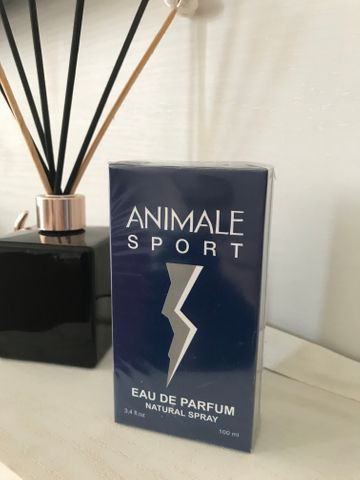 ANIMALE
SPORT
EAU DE PARFUM
NATURAL SPRAY
3,4 fl.oz 100 ml